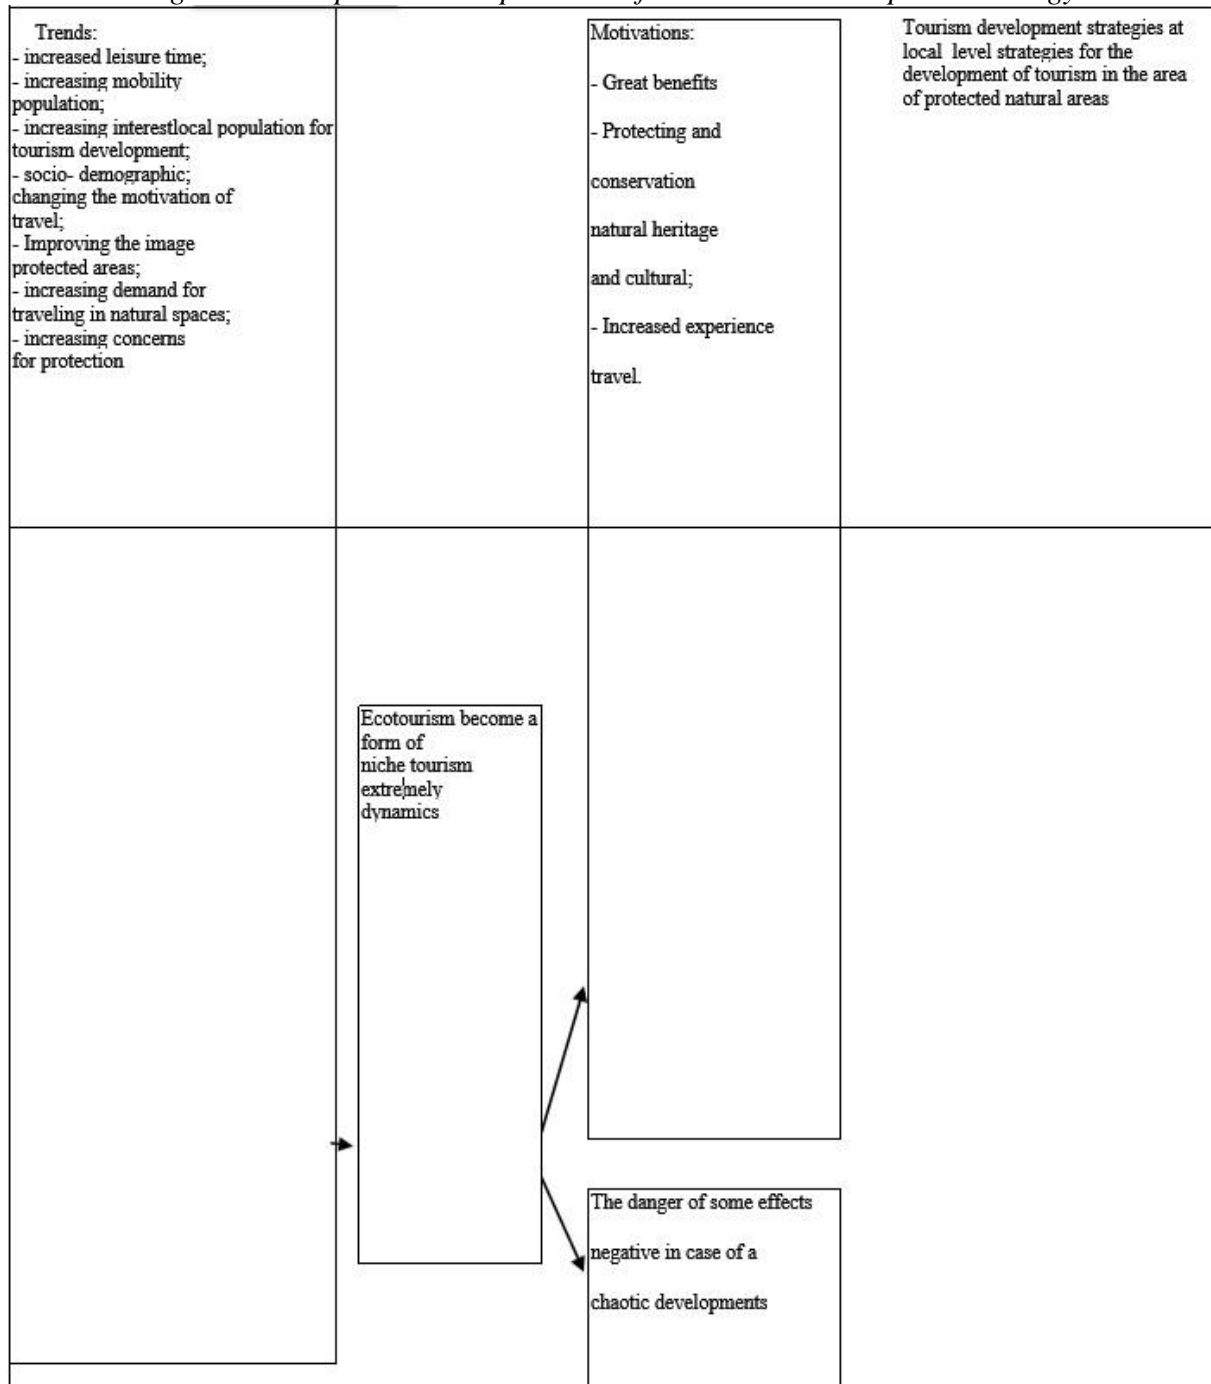 Trends:
- increased leisure time;
- increasing mobility
population;
- increasing interestlocal population for
tourism development;
- socio- demographic;
changing the motivation of
travel;
- Improving the image
protected areas;
- increasing demand for
traveling in natural spaces;
- increasing concerns
for protection
Motivations:
- Great benefits
- Protecting and
conservation
natural heritage
and cultural;
- Increased experience
travel.
Tourism development strategies at
local level strategies for the
development of tourism in the area
of protected natural areas
Ecotourism become a
form of
niche tourism
extremely
dynamics
The danger of some effects
negative in case of a
chaotic developments